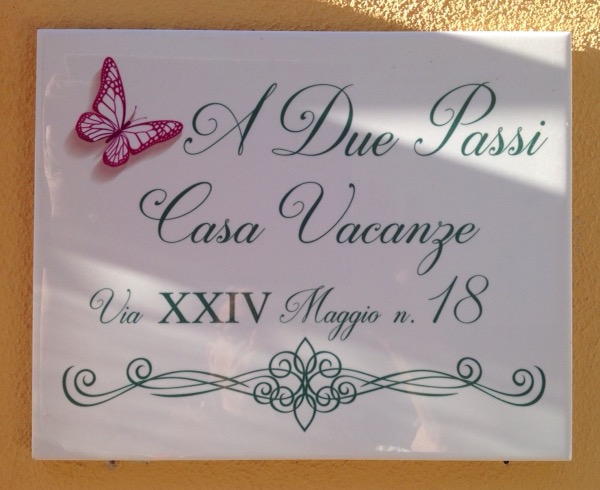 A Due Passi
Casa Vacanze
Via XXIV Maggio n. 18